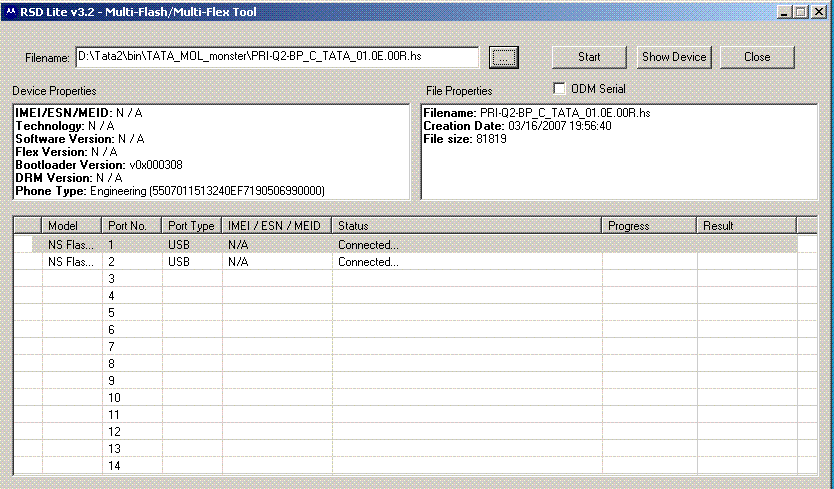 RSD Lite v3.2 - Multi-Flash/Multi-Flex Tool
Filename: D:\Tata2\bin\TATA_MOL_monster\PRI-Q2-BP_C_TATA_01.0E.00R.hs ... Start Show Device Close
Device Properties File Properties ODM Serial
IMEI/ESN/MEID: N / A
Technology: N / A
Software Version: N / A
Flex Version: N / A
Bootloader Version: v0x000308
DRM Version: N / A
Phone Type: Engineering (5507011513240EF7190506990000)
Filename: PRI-Q2-BP_C_TATA_01.0E.00R.hs
Creation Date: 03/16/2007 19:56:40
File size: 81819
Model Port No. Port Type IMEI / ESN / MEID Status Progress Result
NS Flas... 1 USB N/A Connected...
NS Flas... 2 USB N/A Connected...
3
4
5
6
7
8
9
10
11
12
13
14